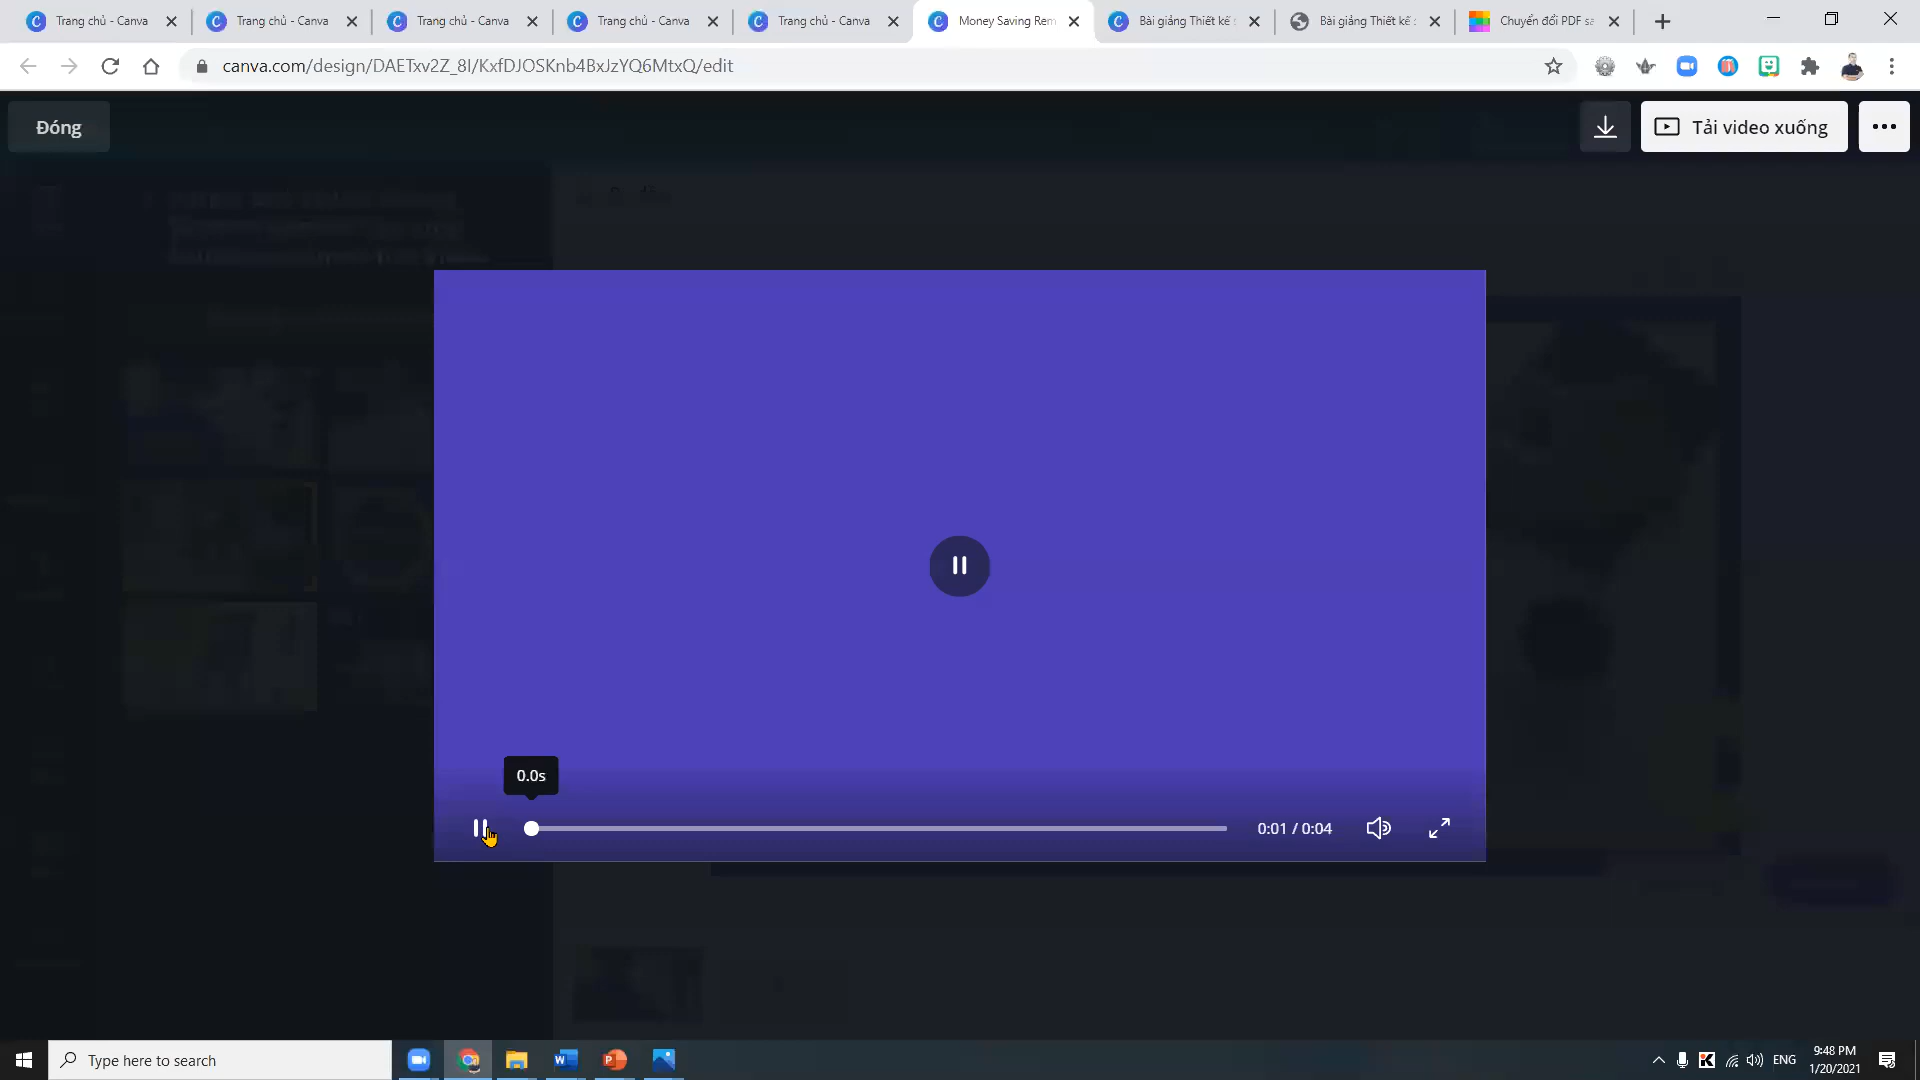 Trang chủ - Canva
Trang chủ - Canva
Trang chủ - Canva
Trang chủ - Canva
Trang chủ - Canva
Money Saving Rem
Bài giảng Thiết kế
Bài giảng Thiết kế
Chuyển đổi PDF sa
canva.com/design/DAETxv2Z_8I/KxfDJOSKnb4BxJzYQ6MtxQ/edit
Đóng
Tải video xuống
0.0s
0:01 / 0:04
Type here to search
ENG
9:48 PM
1/20/2021